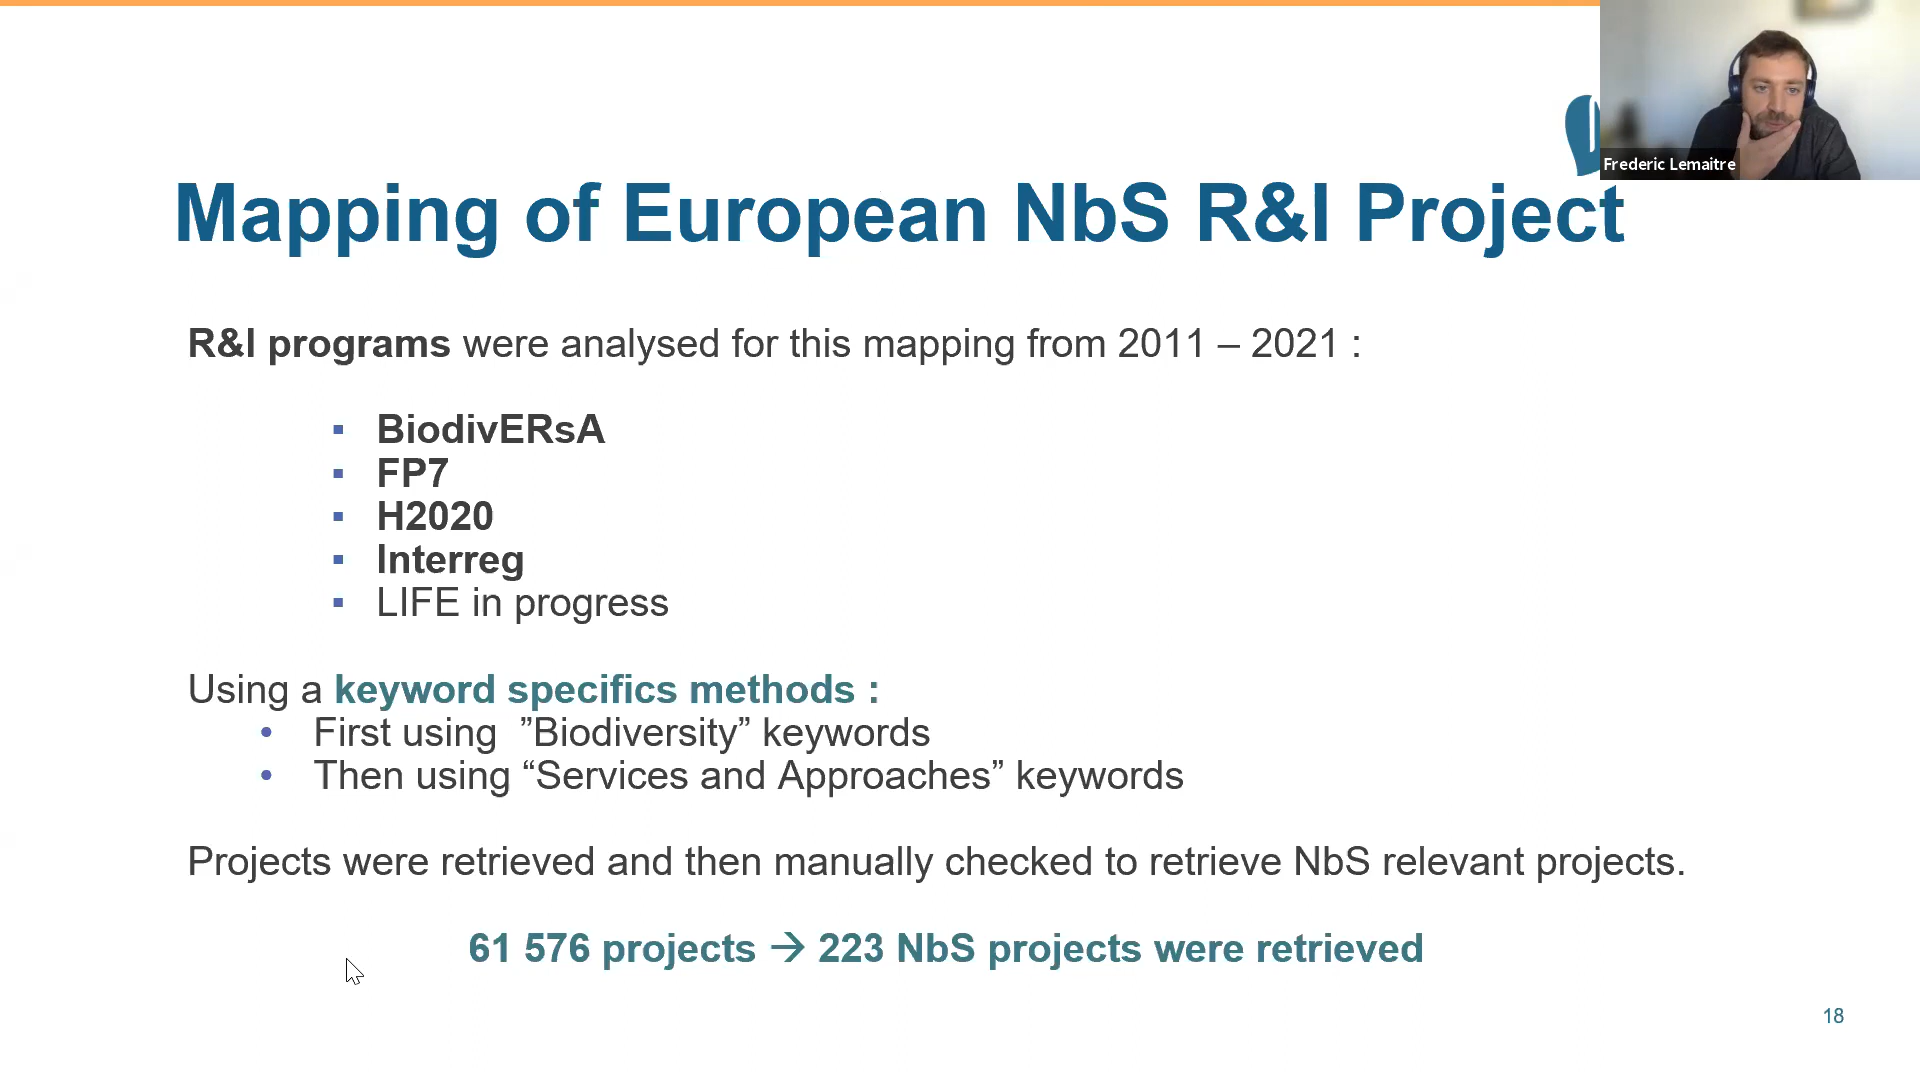 Frederic Lemaitre
Mapping of European NbS R&I Project
R&I programs were analysed for this mapping from 2011 – 2021 :
▪ BiodivERsA
▪ FP7
▪ H2020
▪ Interreg
▪ LIFE in progress
Using a keyword specifics methods :
• First using ”Biodiversity” keywords
• Then using “Services and Approaches” keywords
Projects were retrieved and then manually checked to retrieve NbS relevant projects.
61 576 projects → 223 NbS projects were retrieved
18